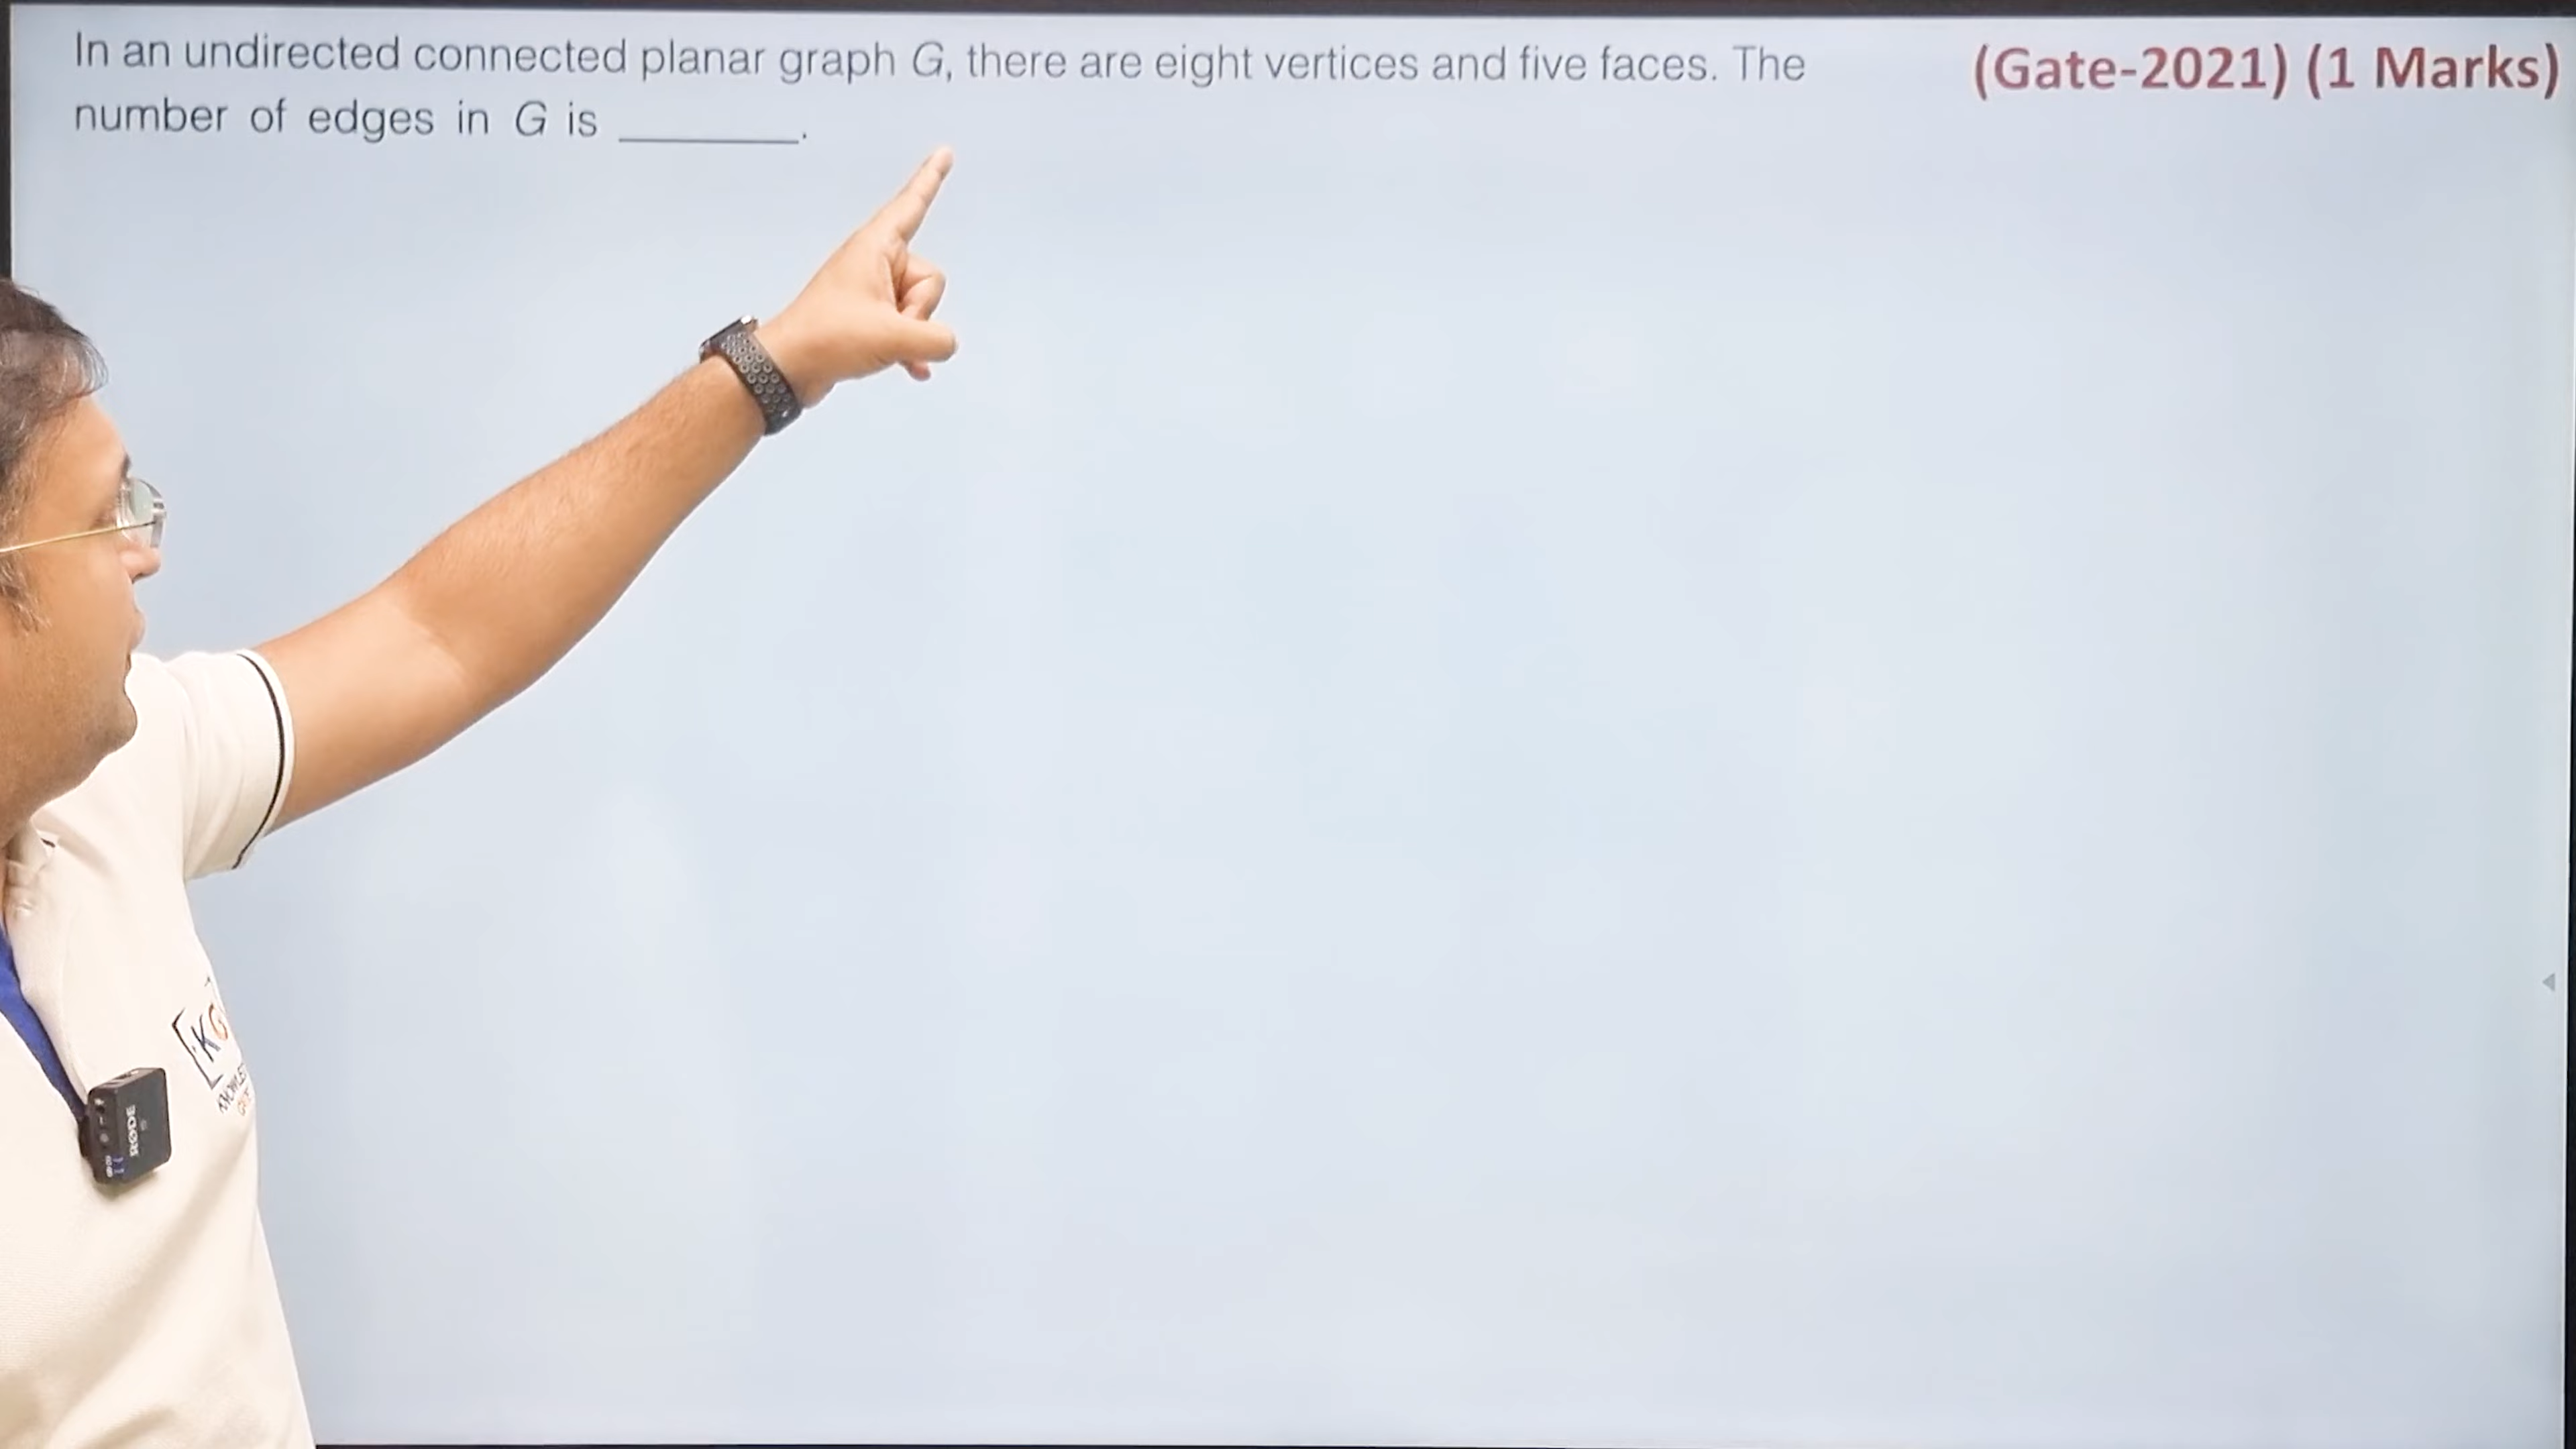 In an undirected connected planar graph G, there are eight vertices and five faces. The
number of edges in G is ________.
(Gate-2021) (1 Marks)
RØDE